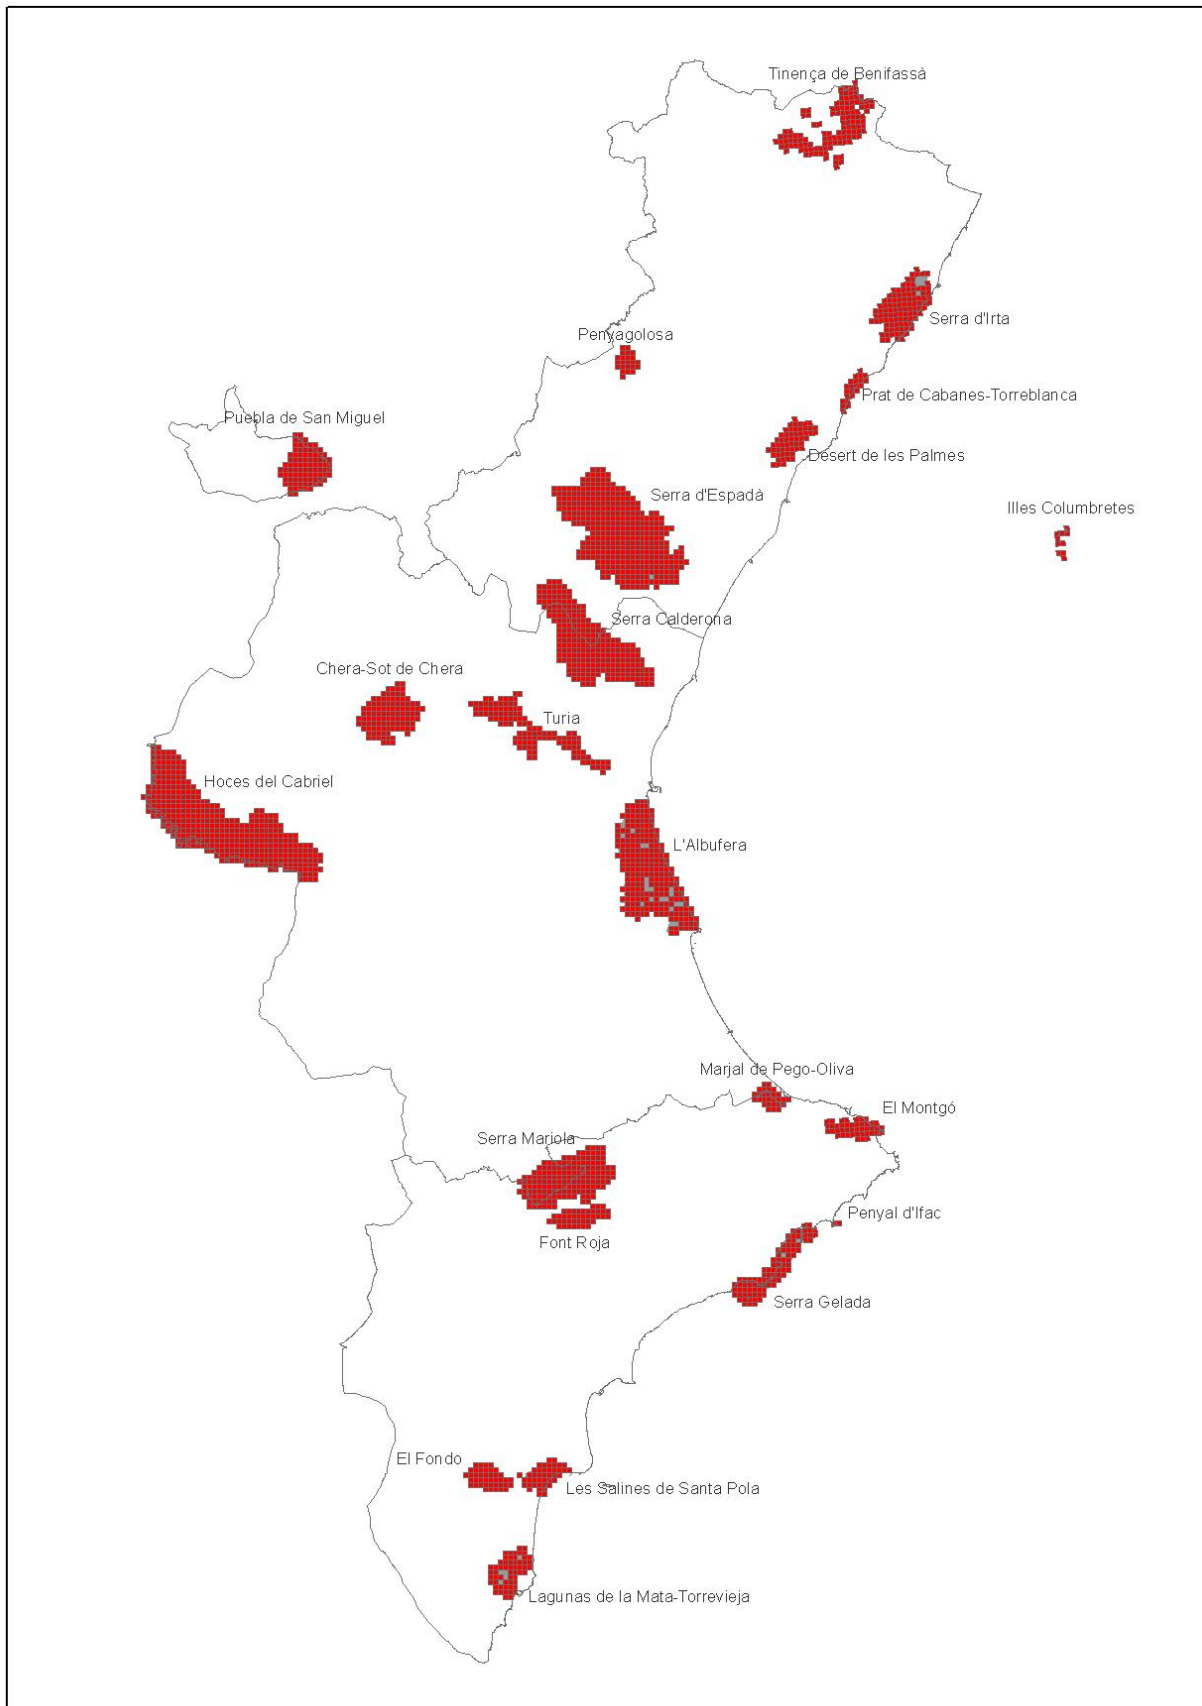 Tinença de Benifassà
Serra d'Irta
Penyagolosa
Prat de Cabanes-Torreblanca
Puebla de San Miguel
Desert de les Palmes
Serra d'Espadà
Illes Columbretes
Serra Calderona
Chera-Sot de Chera
Turia
Hoces del Cabriel
L'Albufera
Marjal de Pego-Oliva
El Montgó
Serra Mariola
Penyal d'Ifac
Font Roja
Serra Gelada
El Fondo
Les Salines de Santa Pola
Lagunas de la Mata-Torrevieja